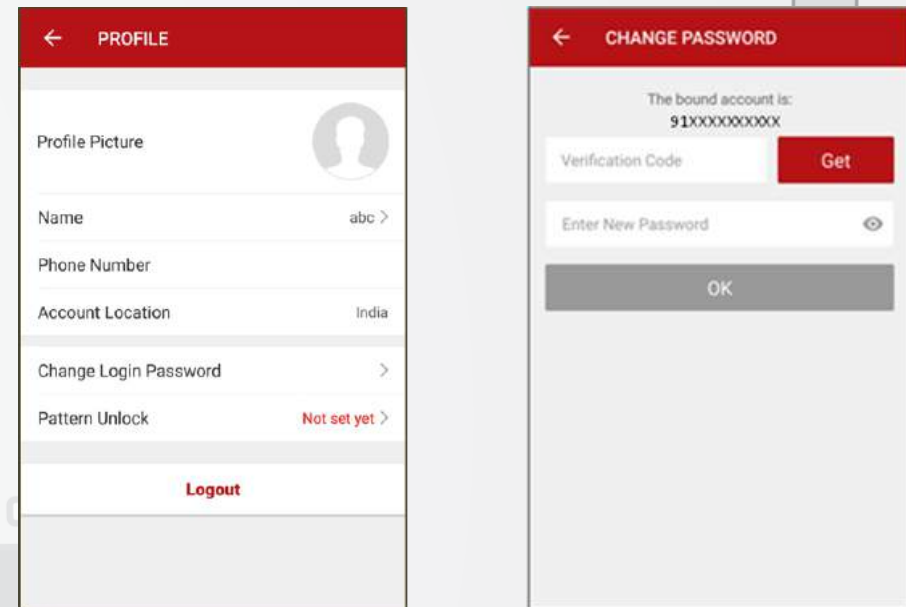 PROFILE
Profile Picture
Name abc >
Phone Number
Account Location India
Change Login Password >
Pattern Unlock Not set yet >
Logout
CHANGE PASSWORD
The bound account is:
91XXXXXXXXXX
Verification Code Get
Enter New Password
OK